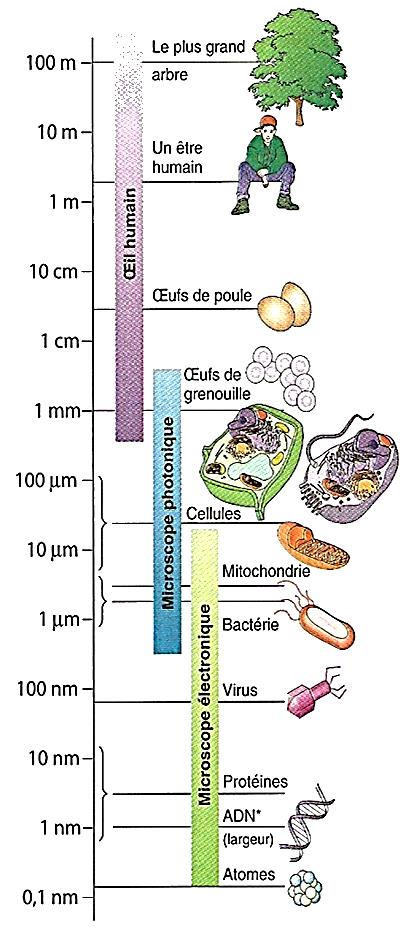 Le plus grand
arbre
100 m
10 m
Un être
humain
1 m
Œil humain
10 cm
Œufs de poule
1 cm
Œufs de
grenouille
1 mm
Microscope photonique
100 µm
Cellules
10 µm
Mitochondrie
1 µm
Bactérie
Microscope électronique
100 nm
Virus
10 nm
Protéines
ADN*
1 nm
(largeur)
Atomes
0,1 nm